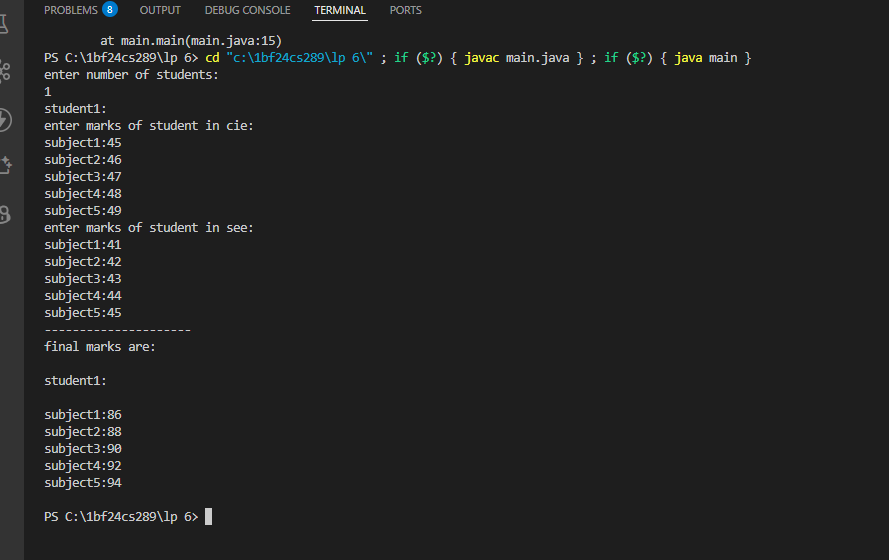 PROBLEMS 8 OUTPUT DEBUG CONSOLE TERMINAL PORTS
at main.main(main.java:15)
PS C:\1bf24cs289\lp 6> cd "c:\1bf24cs289\lp 6\" ; if ($?) { javac main.java } ; if ($?) { java main }
enter number of students:
1
student1:
enter marks of student in cie:
subject1:45
subject2:46
subject3:47
subject4:48
subject5:49
enter marks of student in see:
subject1:41
subject2:42
subject3:43
subject4:44
subject5:45
---------------------
final marks are:
student1:
subject1:86
subject2:88
subject3:90
subject4:92
subject5:94
PS C:\1bf24cs289\lp 6>